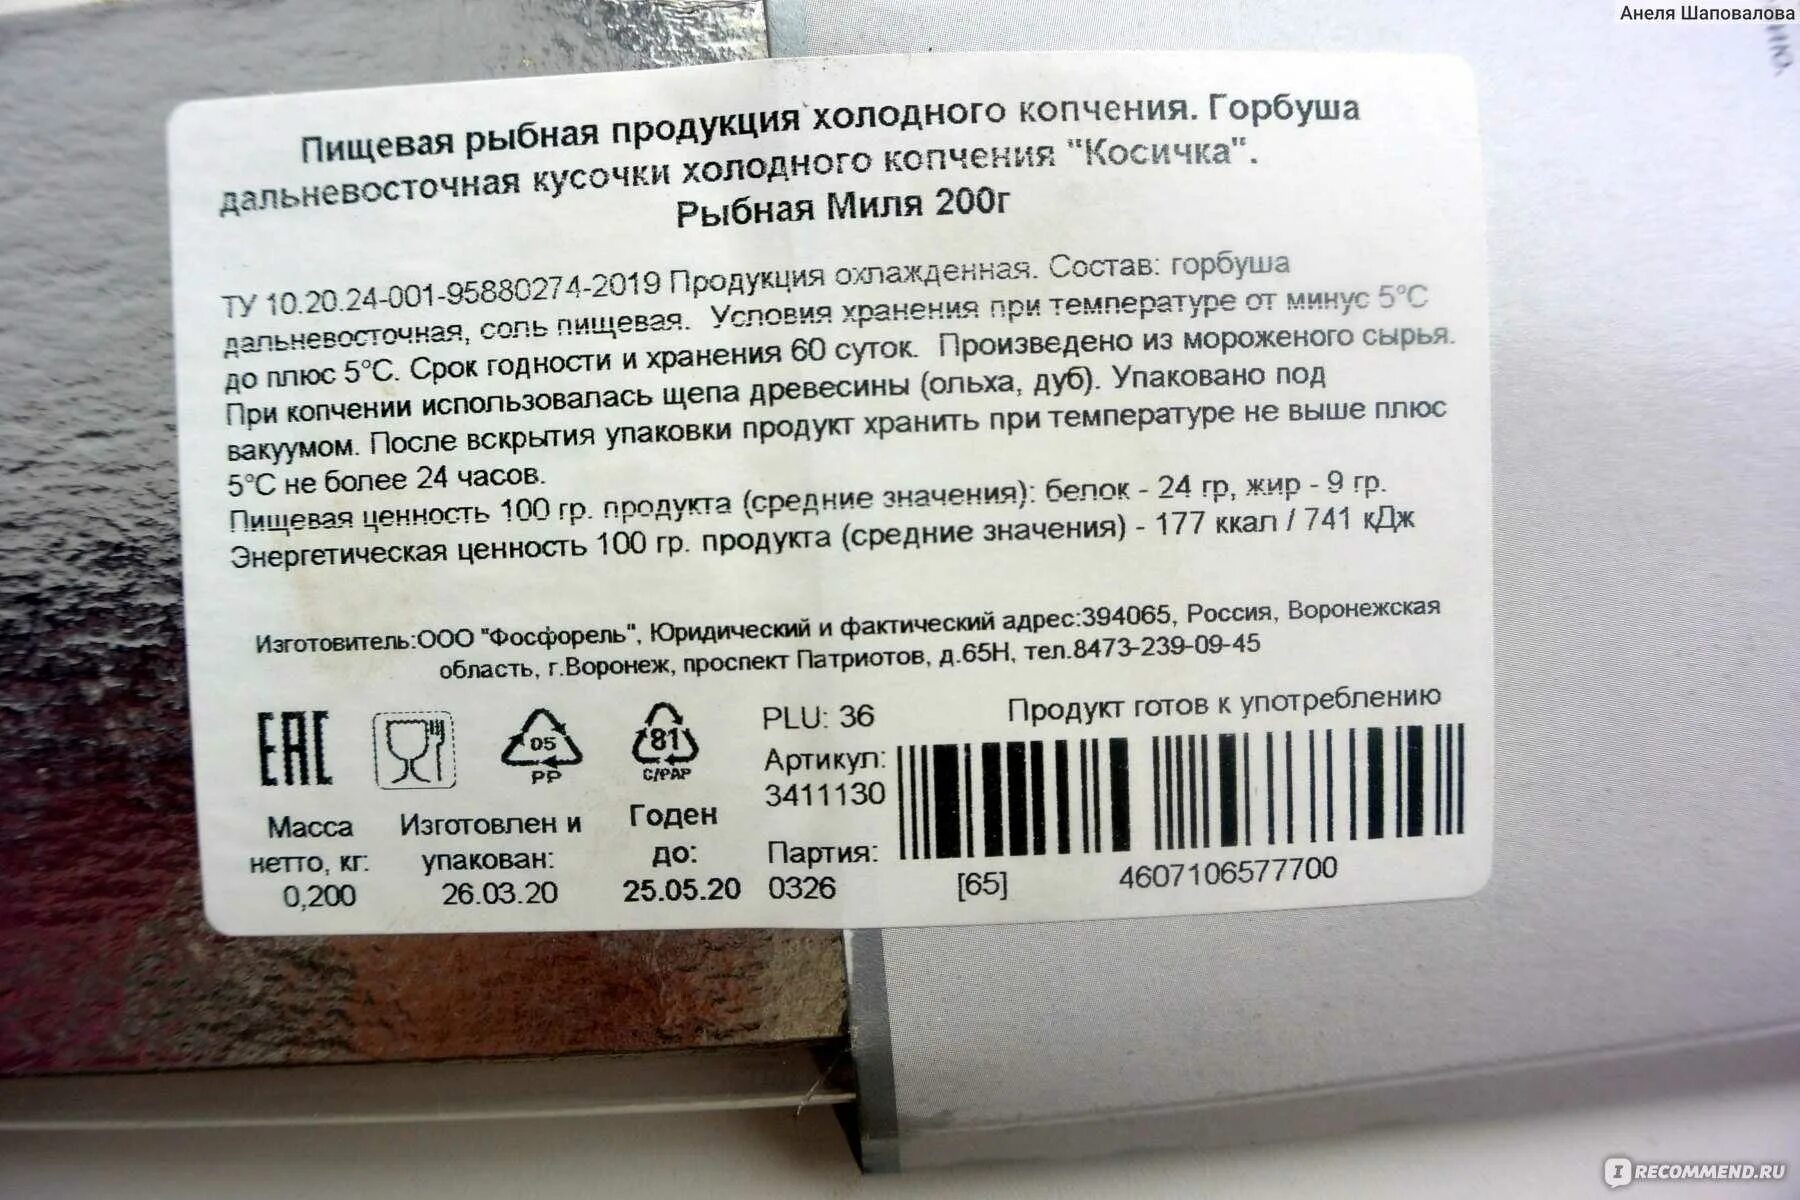 Анеля Шаповалова
Пищевая рыбная продукция холодного копчения. Горбуша
дальневосточная кусочки холодного копчения "Косичка".
Рыбная Миля 200г
ТУ 10.20.24-001-95880274-2019 Продукция охлажденная. Состав: горбуша
дальневосточная, соль пищевая. Условия хранения при температуре от минус 5°С
до плюс 5°С. Срок годности и хранения 60 суток. Произведено из мороженого сырья.
При копчении использовалась щепа древесины (ольха, дуб). Упаковано под
вакуумом. После вскрытия упаковки продукт хранить при температуре не выше плюс
5°С не более 24 часов.
Пищевая ценность 100 гр. продукта (средние значения): белок - 24 гр, жир - 9 гр.
Энергетическая ценность 100 гр. продукта (средние значения) - 177 ккал / 741 кДж
Изготовитель:ООО "Фосфорель", Юридический и фактический адрес:394065, Россия, Воронежская
область, г.Воронеж, проспект Патриотов, д.65Н, тел.8473-239-09-45
EAC
05
PP
81
C/PAP
PLU: 36
Артикул:
3411130
Продукт готов к употреблению
Масса
нетто, кг:
0,200
Изготовлен и
упакован:
26.03.20
Годен
до:
25.05.20
Партия:
0326
[65]
4607106577700
IRECOMMEND.RU